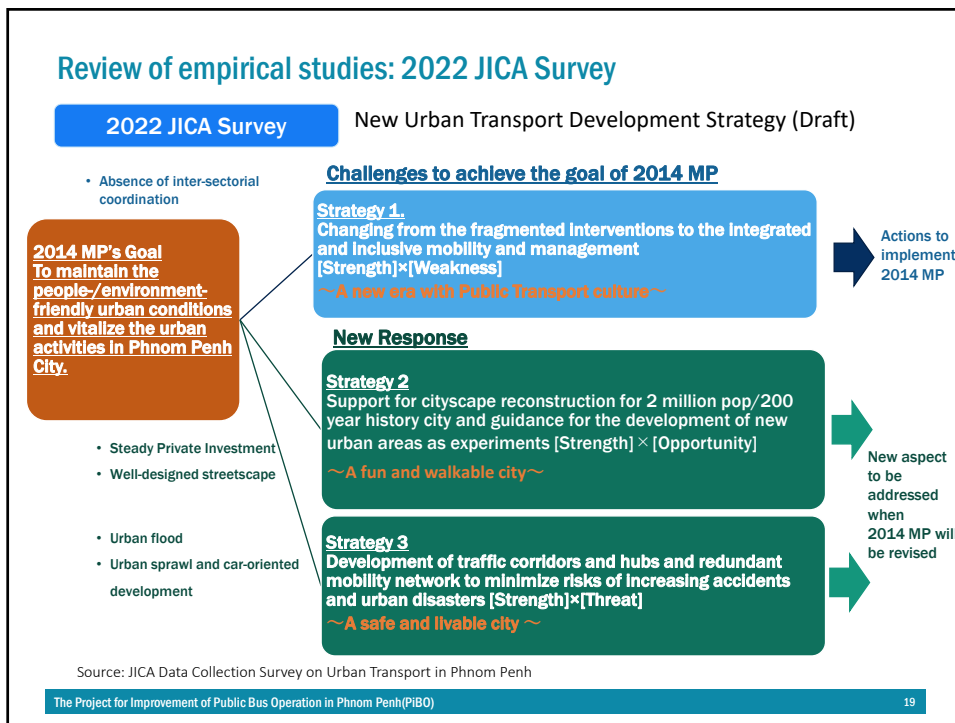 Review of empirical studies: 2022 JICA Survey
2022 JICA Survey
New Urban Transport Development Strategy (Draft)
• Absence of inter-sectorial
coordination
2014 MP's Goal
To maintain the
people-/environment-
friendly urban conditions
and vitalize the urban
activities in Phnom Penh
City.
Challenges to achieve the goal of 2014 MP
Strategy 1.
Changing from the fragmented interventions to the integrated
and inclusive mobility and management
[Strength]×[Weakness]
～A new era with Public Transport culture～
Actions to
implement
2014 MP
New Response
Strategy 2
Support for cityscape reconstruction for 2 million pop/200
year history city and guidance for the development of new
urban areas as experiments [Strength]×[Opportunity]
～A fun and walkable city～
• Steady Private Investment
• Well-designed streetscape
• Urban flood
• Urban sprawl and car-oriented
development
Strategy 3
Development of traffic corridors and hubs and redundant
mobility network to minimize risks of increasing accidents
and urban disasters [Strength]×[Threat]
～A safe and livable city ～
New aspect
to be
addressed
when
2014 MP will
be revised
Source: JICA Data Collection Survey on Urban Transport in Phnom Penh
The Project for Improvement of Public Bus Operation in Phnom Penh(PiBO)
19